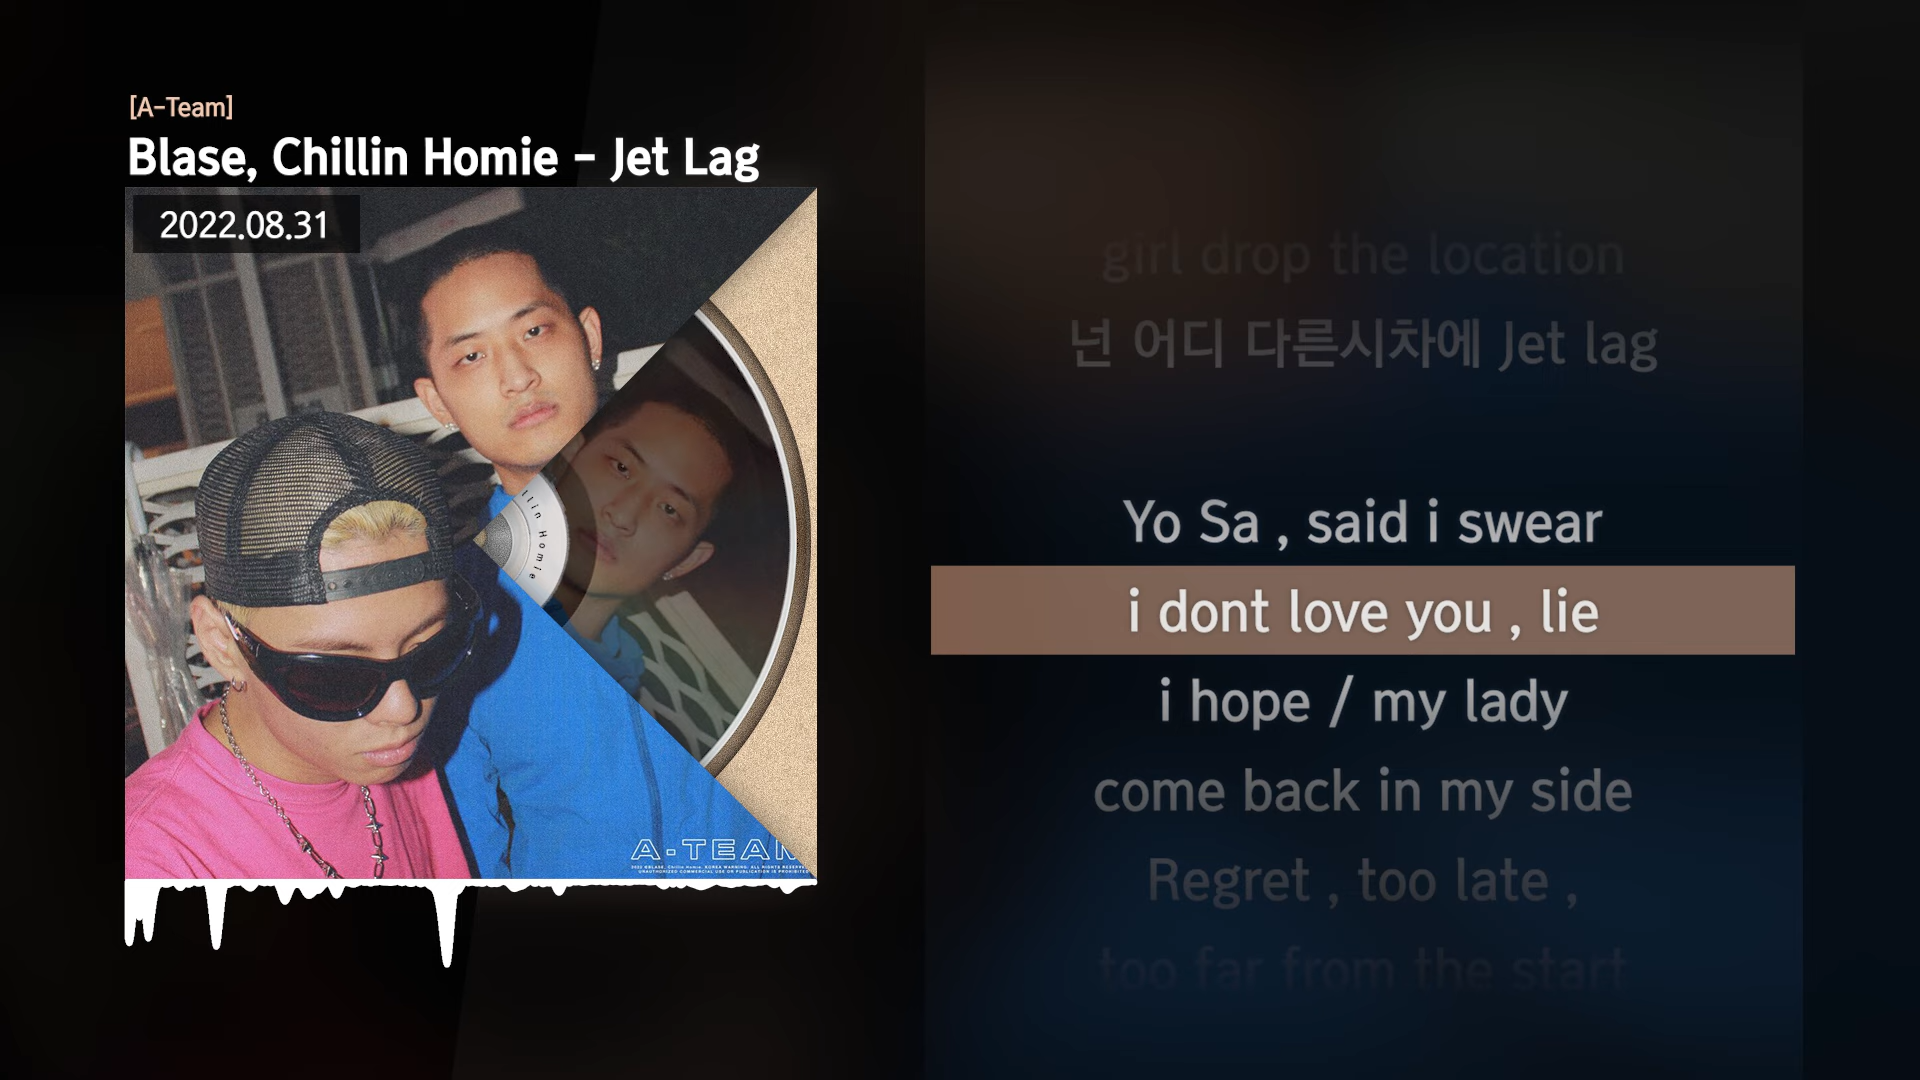 [A-Team]
Blase, Chillin Homie - Jet Lag
2022.08.31
llin Homie
A-TEAM
girl drop the location
넌 어디 다른시차에 Jet lag
Yo Sa , said i swear
i dont love you , lie
i hope / my lady
come back in my side
Regret , too late ,
too far from the start